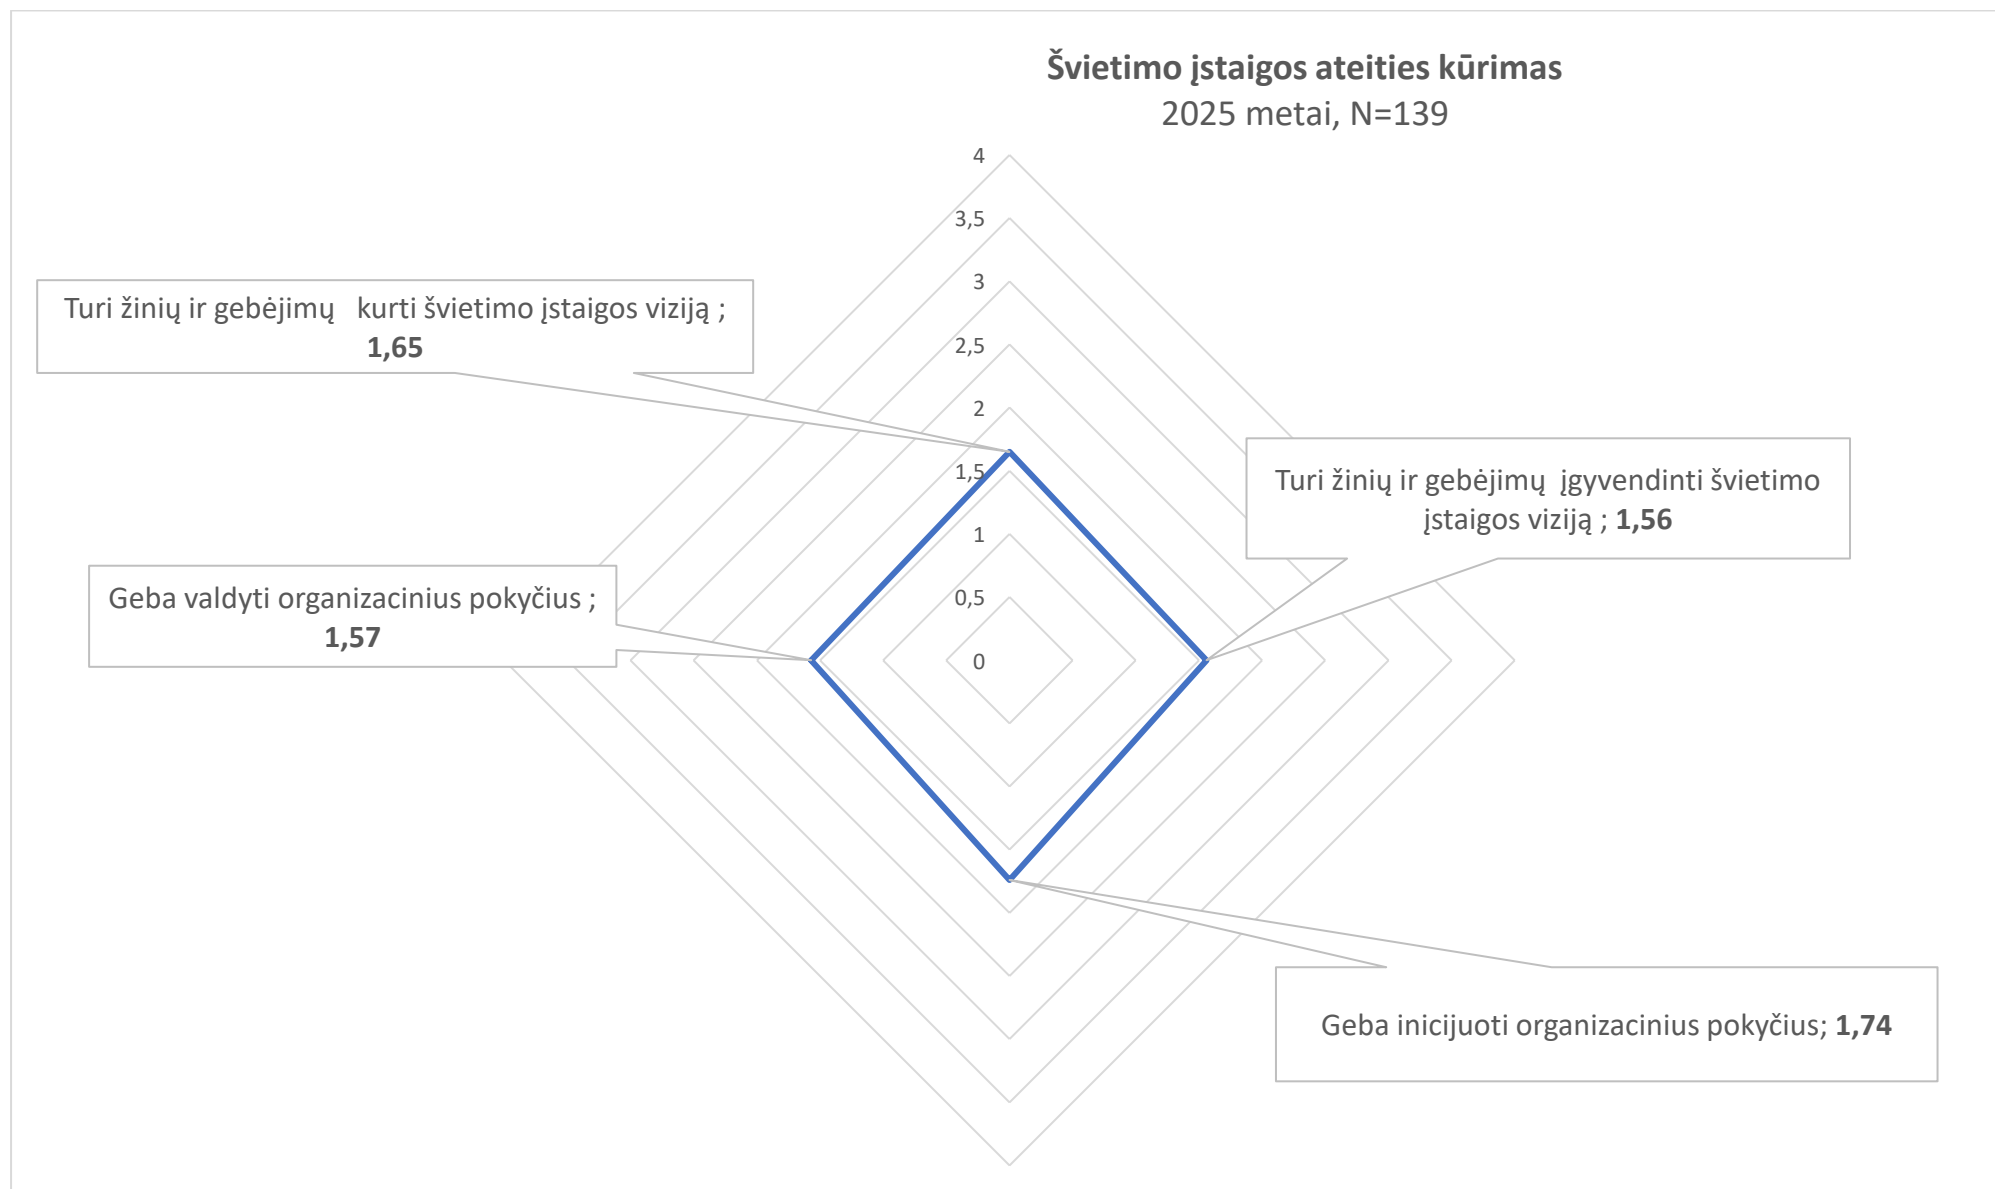 Švietimo įstaigos ateities kūrimas
2025 metai, N=139
4
3,5
3
2,5
2
1,5
1
0,5
0
Turi žinių ir gebėjimų   kurti švietimo įstaigos viziją ;
1,65
Turi žinių ir gebėjimų  įgyvendinti švietimo
įstaigos viziją ; 1,56
Geba valdyti organizacinius pokyčius ;
1,57
Geba inicijuoti organizacinius pokyčius; 1,74